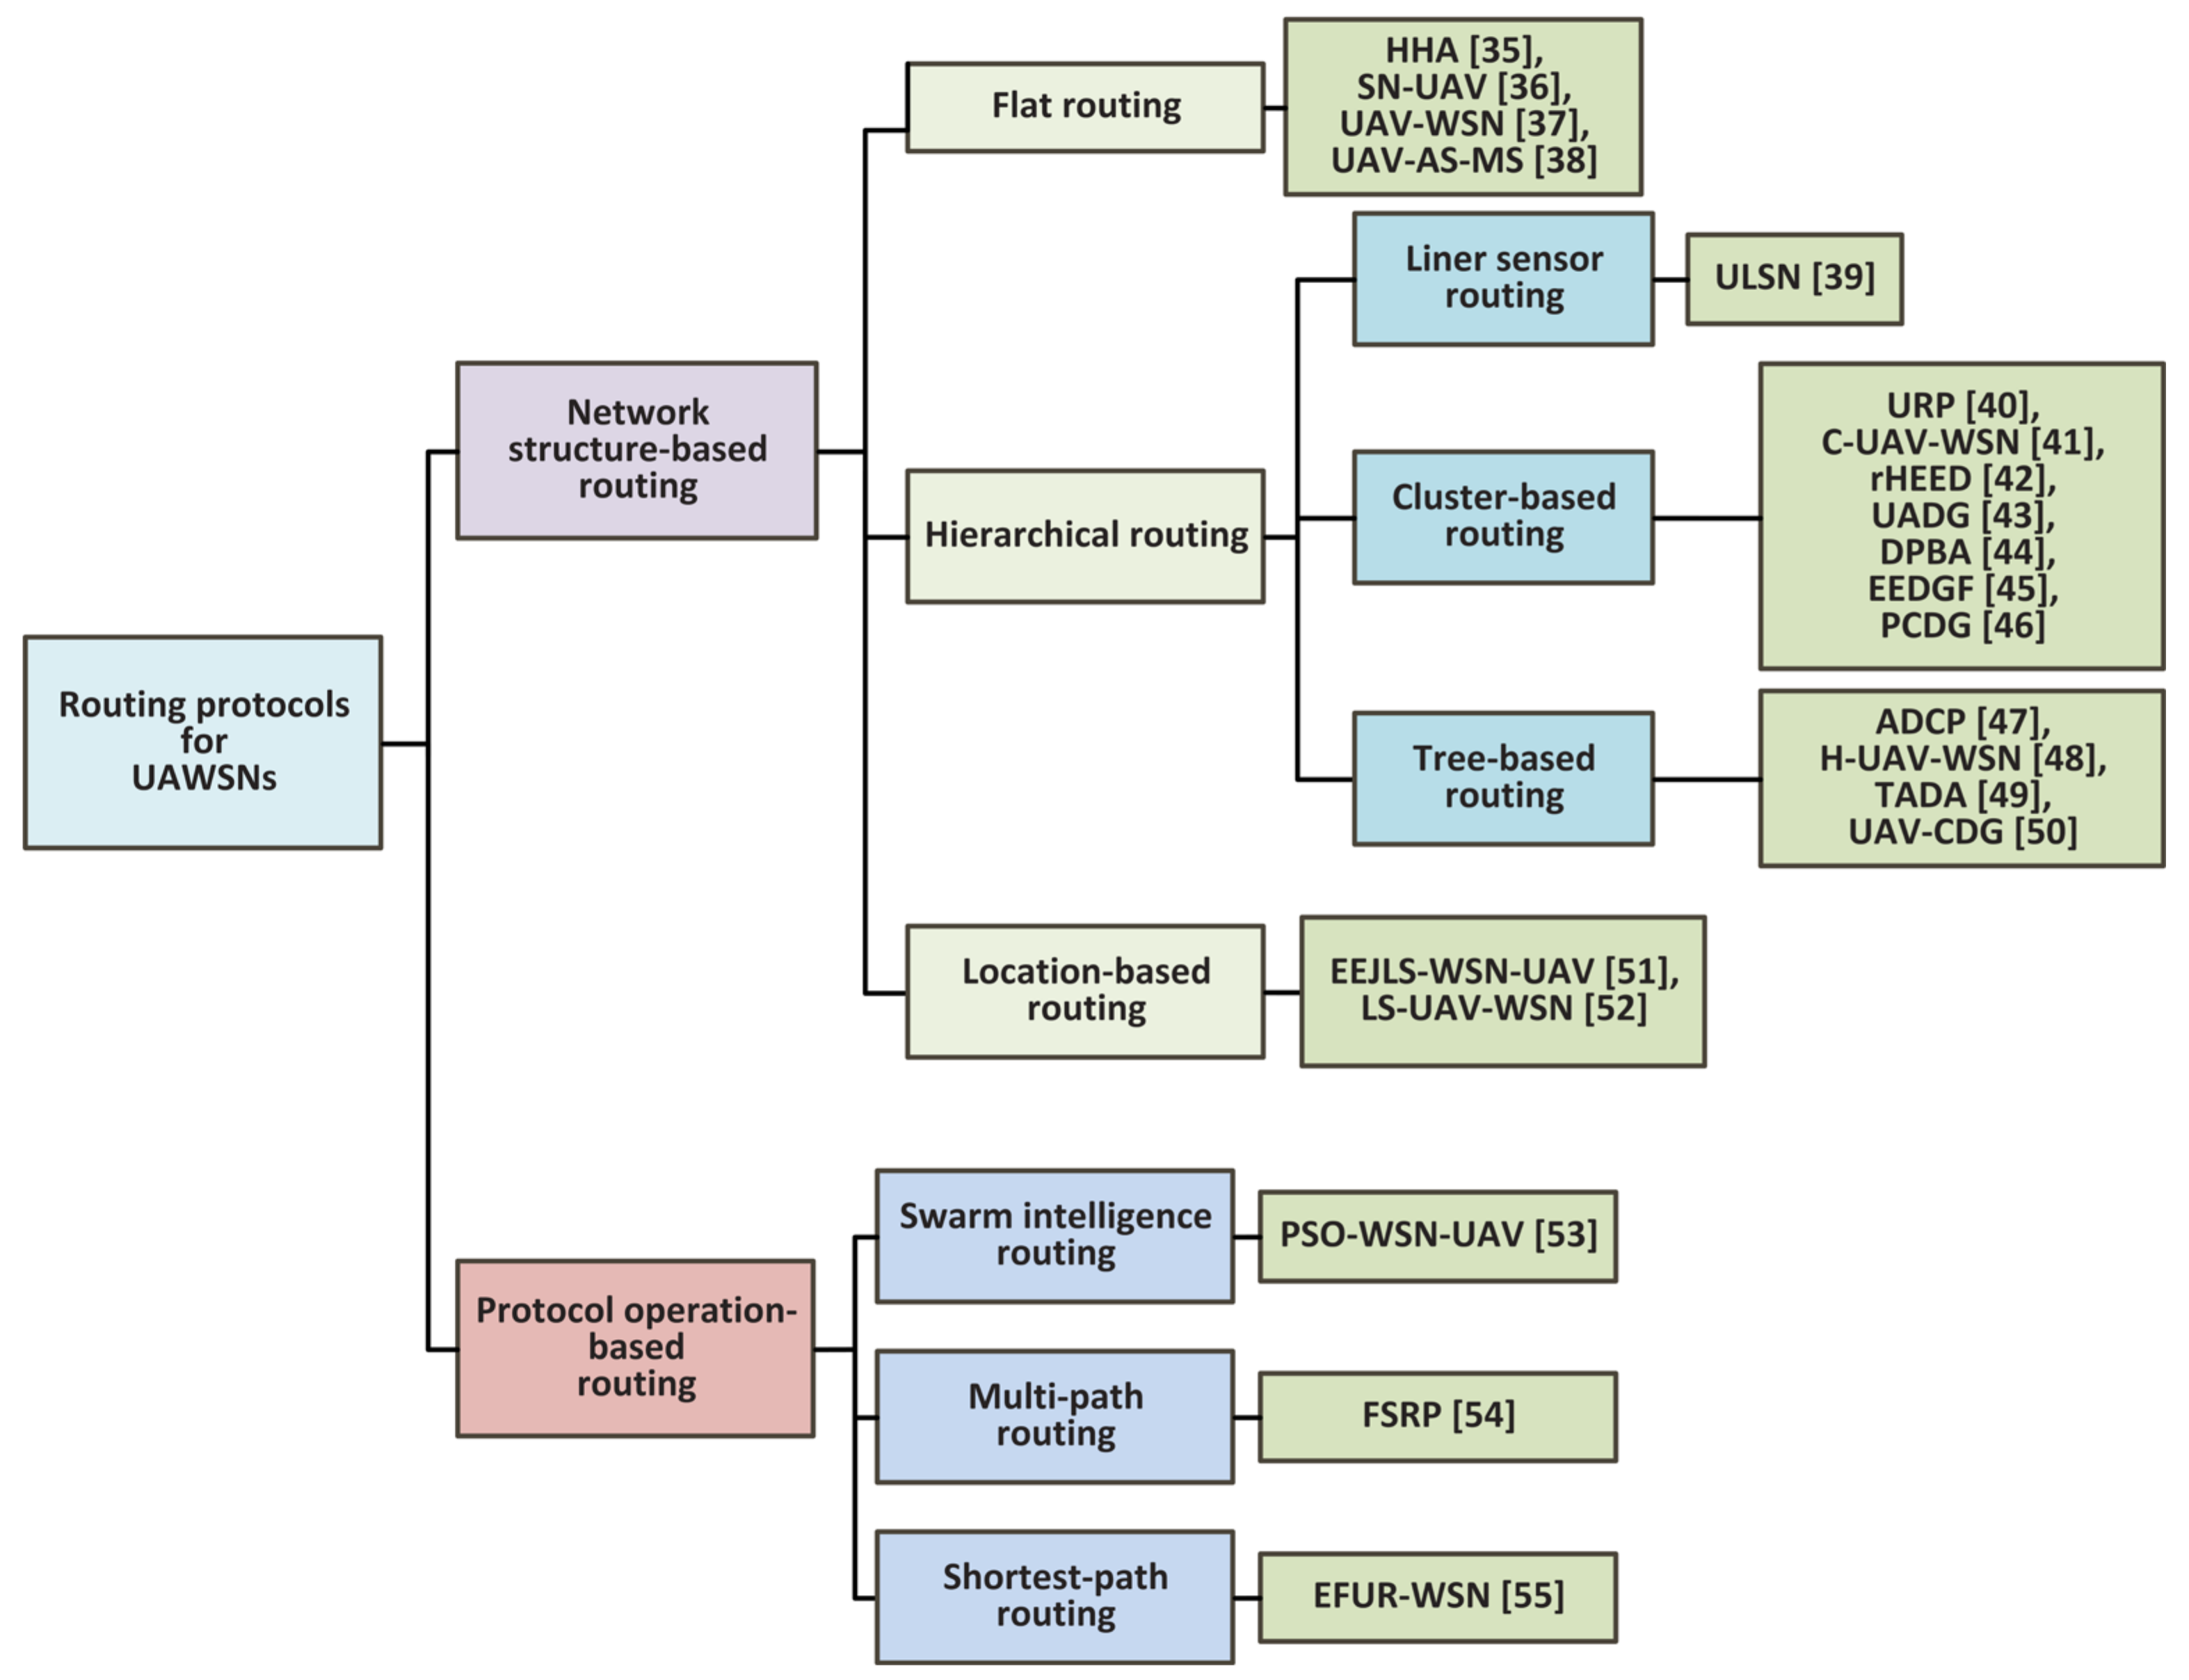 Routing protocols
for
UAWSNs
Network
structure-based
routing
Flat routing
HHA [35],
SN-UAV [36],
UAV-WSN [37],
UAV-AS-MS [38]
Hierarchical routing
Liner sensor
routing
ULSN [39]
Cluster-based
routing
URP [40],
C-UAV-WSN [41],
rHEED [42],
UADG [43],
DPBA [44],
EEDGF [45],
PCDG [46]
Tree-based
routing
ADCP [47],
H-UAV-WSN [48],
TADA [49],
UAV-CDG [50]
Location-based
routing
EEJLS-WSN-UAV [51],
LS-UAV-WSN [52]
Protocol operation-
based
routing
Swarm intelligence
routing
PSO-WSN-UAV [53]
Multi-path
routing
FSRP [54]
Shortest-path
routing
EFUR-WSN [55]